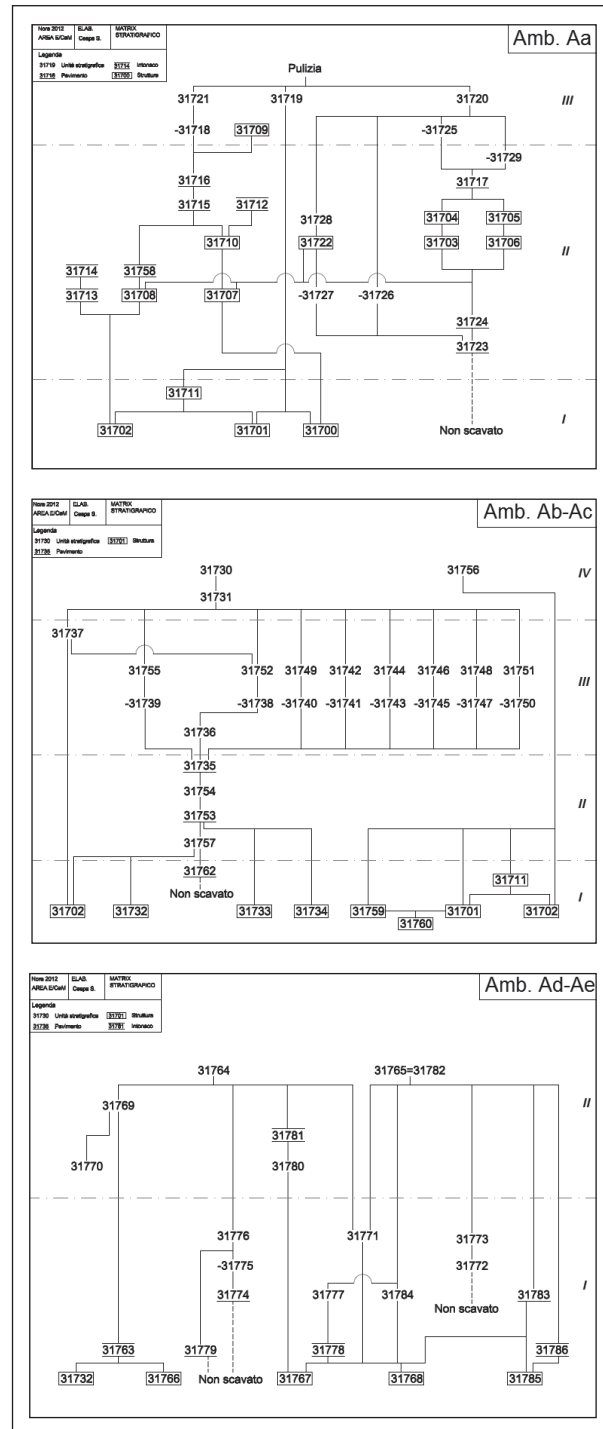 Nora 2012 ELAB. MATRIX
AREA E/CaM Cespa S. STRATIGRAFICO
Legenda
31719 Unità stratigrafica 31714 Intonaco
31716 Pavimento 31700 Struttura
Amb. Aa
Pulizia
31721 31719 31720
III
-31718 31709 -31725
-31729
31716 31717
31715 31712 31704 31705
31728
31710 31722 31703 31706
II
31714 31758
31713 31708 31707 -31727 -31726
31724
31723
31711
31702 31701 31700 Non scavato I
Nora 2012 ELAB. MATRIX
AREA E/CaM Cespa S. STRATIGRAFICO
Legenda
31730 Unità stratigrafica 31701 Struttura
31735 Pavimento
Amb. Ab-Ac
31730 31756 IV
31731
31737
31755 31752 31749 31742 31744 31746 31748 31751
III
-31739 -31738 -31740 -31741 -31743 -31745 -31747 -31750
31736
31735
31754
II
31753
31757
31762 31711
Non scavato I
31702 31732 31733 31734 31759 31701 31702
31760
Nora 2012 ELAB. MATRIX
AREA E/CaM Cespa S. STRATIGRAFICO
Legenda
31730 Unità stratigrafica 31701 Struttura
31736 Pavimento 31781 Intonaco
Amb. Ad-Ae
31764 31765=31782
31769 II
31781
31770 31780
31776 31771 31773
-31775 31772
31774 31777 31784 31783 I
Non scavato
31763 31779 31778 31786
31732 31766 Non scavato 31767 31768 31785